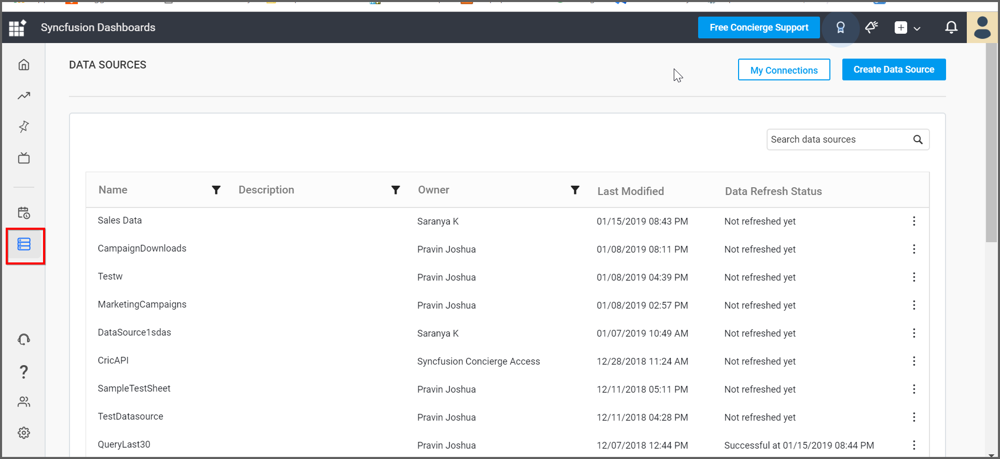 Syncfusion Dashboards
Free Concierge Support
DATA SOURCES
My Connections
Create Data Source
Search data sources
Name Description Owner Last Modified Data Refresh Status
Sales Data Saranya K 01/15/2019 08:43 PM Not refreshed yet
CampaignDownloads Pravin Joshua 01/08/2019 08:11 PM Not refreshed yet
Testw Pravin Joshua 01/08/2019 04:39 PM Not refreshed yet
MarketingCampaigns Pravin Joshua 01/08/2019 02:57 PM Not refreshed yet
DataSource1sdas Saranya K 01/07/2019 10:49 AM Not refreshed yet
CricAPI Syncfusion Concierge Access 12/28/2018 11:24 AM Not refreshed yet
SampleTestSheet Pravin Joshua 12/11/2018 05:11 PM Not refreshed yet
TestDatasource Pravin Joshua 12/11/2018 04:28 PM Not refreshed yet
QueryLast30 Pravin Joshua 12/07/2018 12:44 PM Successful at 01/15/2019 08:44 PM